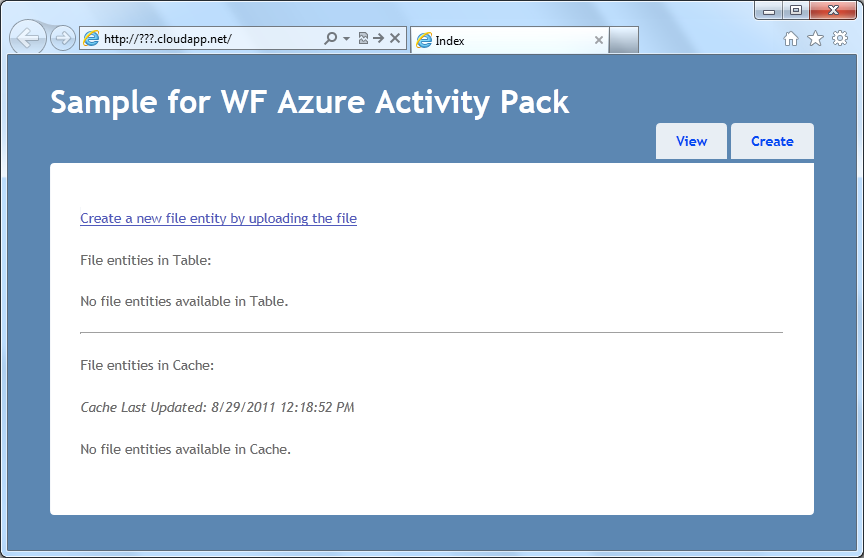 http://???.cloudapp.net/
Index
Sample for WF Azure Activity Pack
View
Create
Create a new file entity by uploading the file
File entities in Table:
No file entities available in Table.
File entities in Cache:
Cache Last Updated: 8/29/2011 12:18:52 PM
No file entities available in Cache.